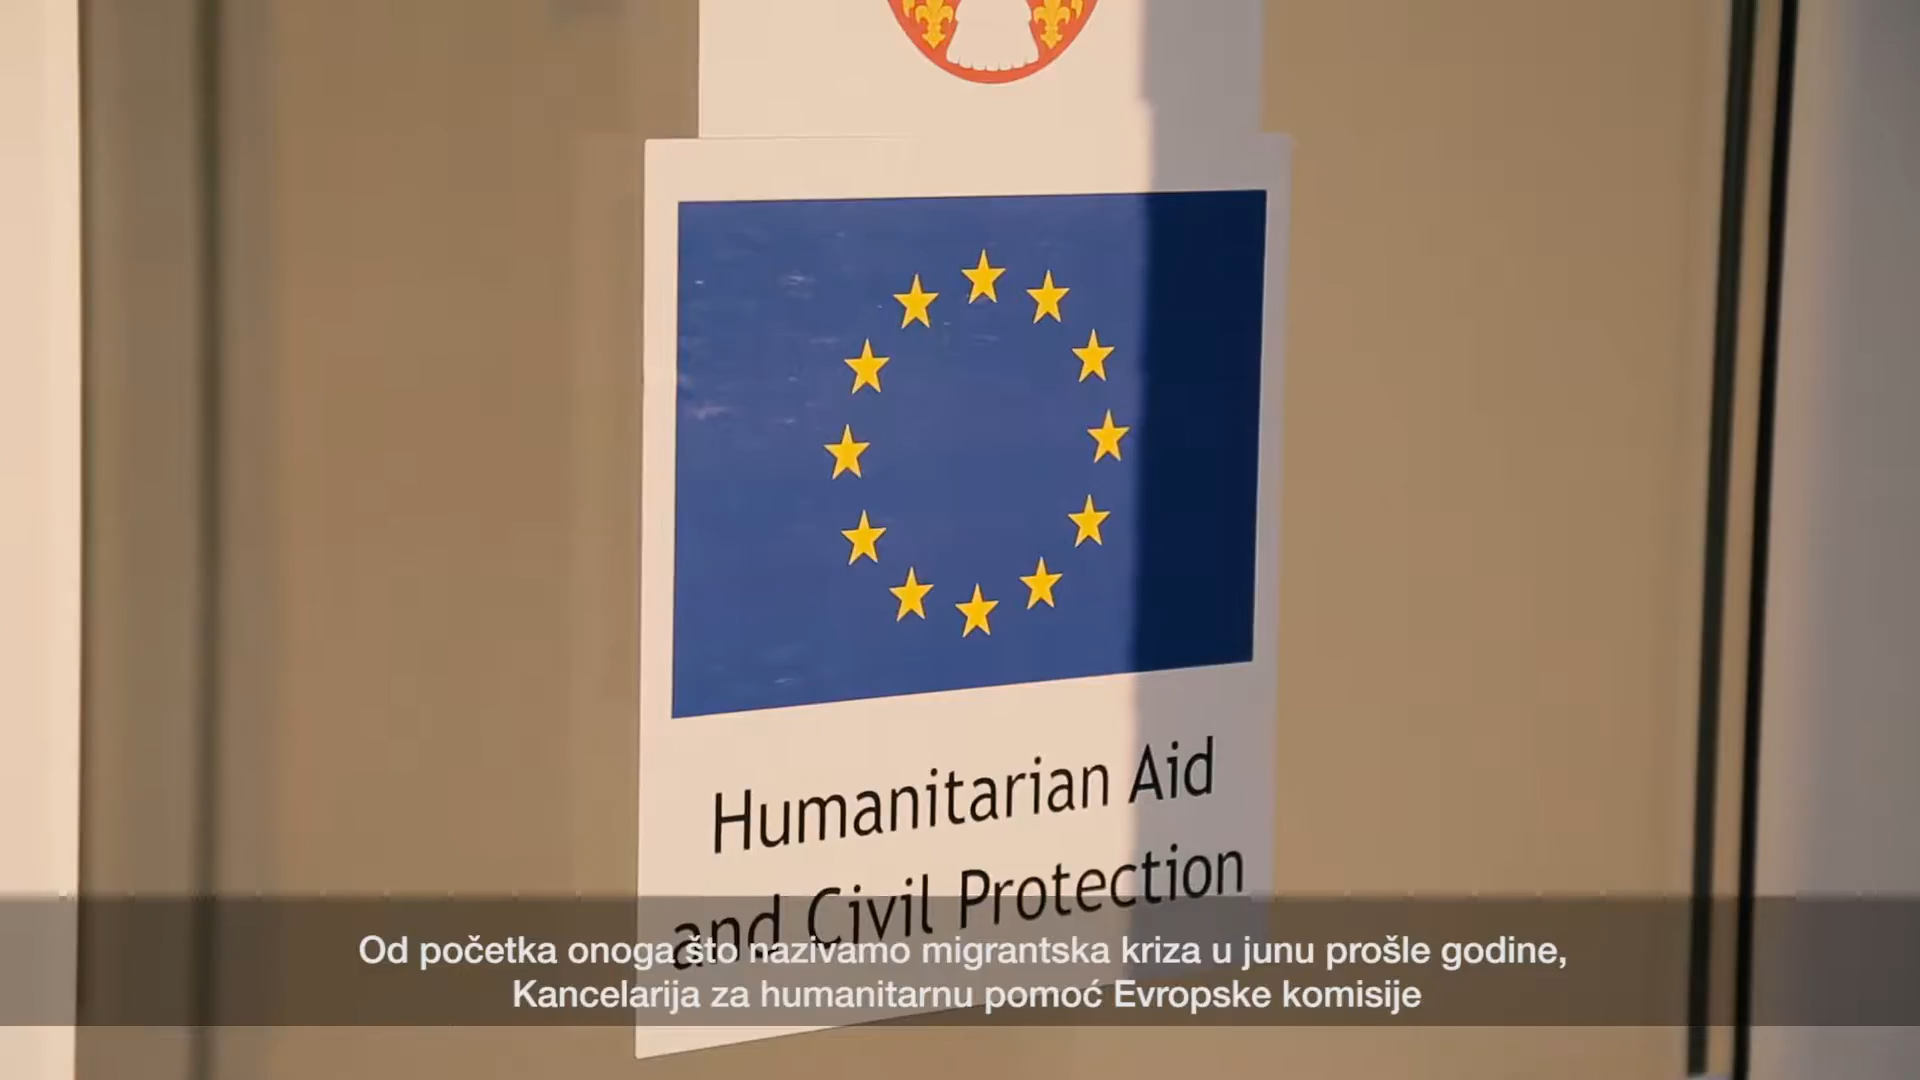 Humanitarian Aid
and Civil Protection
Od početka onoga što nazivamo migrantska kriza u junu prošle godine,
Kancelarija za humanitarnu pomoć Evropske komisije